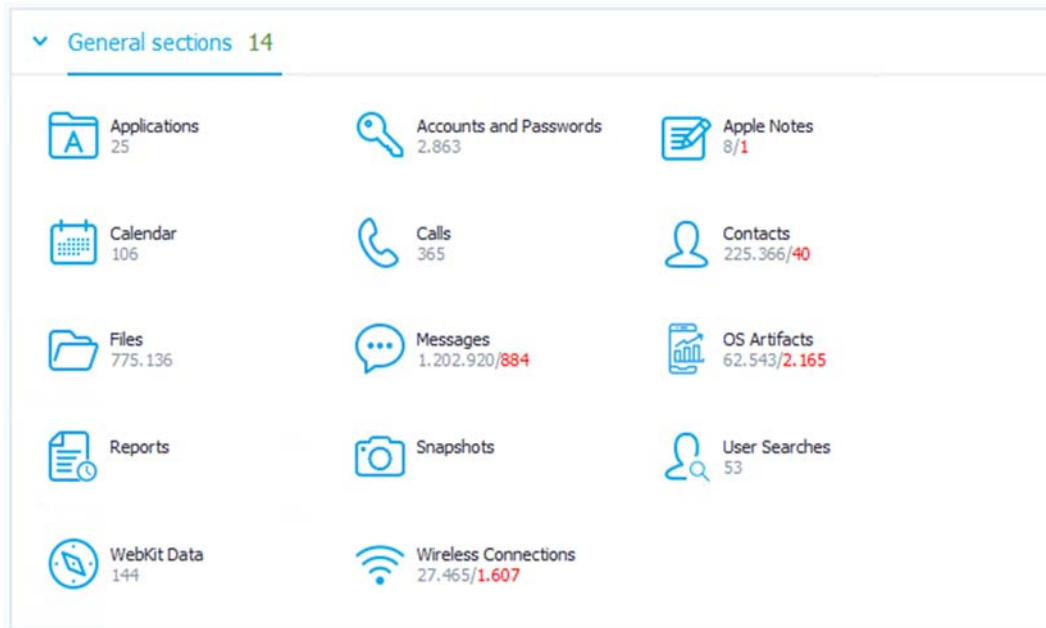 General sections 14
Applications
25
Accounts and Passwords
2.863
Apple Notes
8/1
Calendar
106
Calls
365
Contacts
225.366/40
Files
775.136
Messages
1.202.920/884
OS Artifacts
62.543/2.165
Reports
Snapshots
User Searches
53
WebKit Data
144
Wireless Connections
27.465/1.607